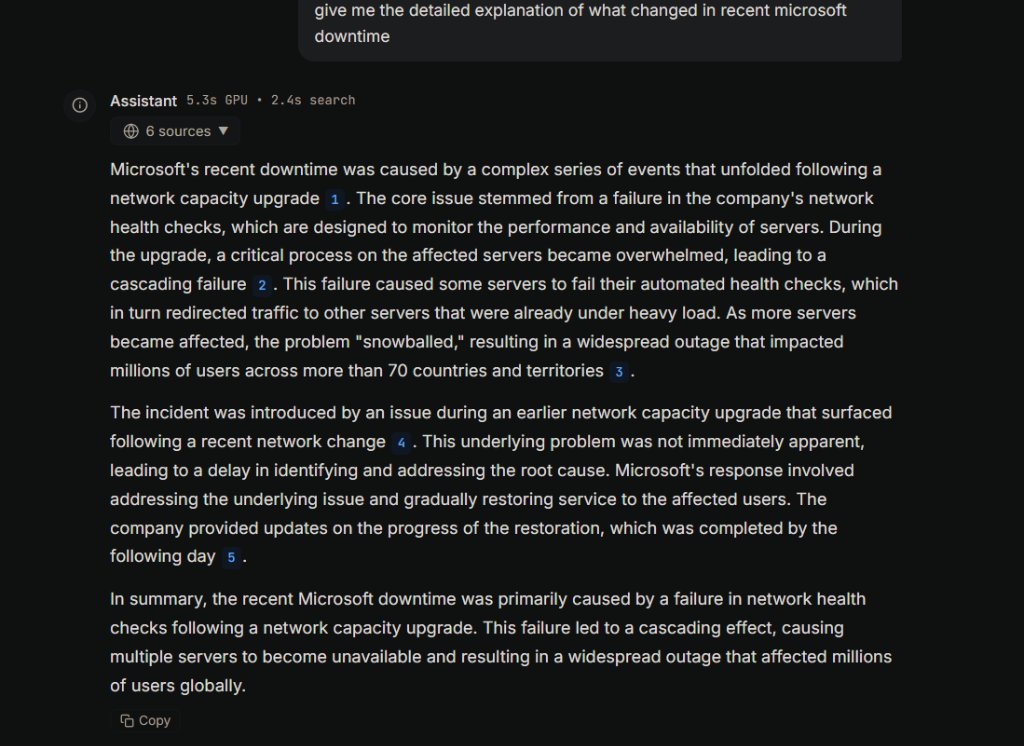 give me the detailed explanation of what changed in recent microsoft
downtime
Assistant 5.3s GPU • 2.4s search
6 sources ▼
Microsoft's recent downtime was caused by a complex series of events that unfolded following a
network capacity upgrade 1 . The core issue stemmed from a failure in the company's network
health checks, which are designed to monitor the performance and availability of servers. During
the upgrade, a critical process on the affected servers became overwhelmed, leading to a
cascading failure 2 . This failure caused some servers to fail their automated health checks, which
in turn redirected traffic to other servers that were already under heavy load. As more servers
became affected, the problem "snowballed," resulting in a widespread outage that impacted
millions of users across more than 70 countries and territories 3 .
The incident was introduced by an issue during an earlier network capacity upgrade that surfaced
following a recent network change 4 . This underlying problem was not immediately apparent,
leading to a delay in identifying and addressing the root cause. Microsoft's response involved
addressing the underlying issue and gradually restoring service to the affected users. The
company provided updates on the progress of the restoration, which was completed by the
following day 5 .
In summary, the recent Microsoft downtime was primarily caused by a failure in network health
checks following a network capacity upgrade. This failure led to a cascading effect, causing
multiple servers to become unavailable and resulting in a widespread outage that affected millions
of users globally.
Copy